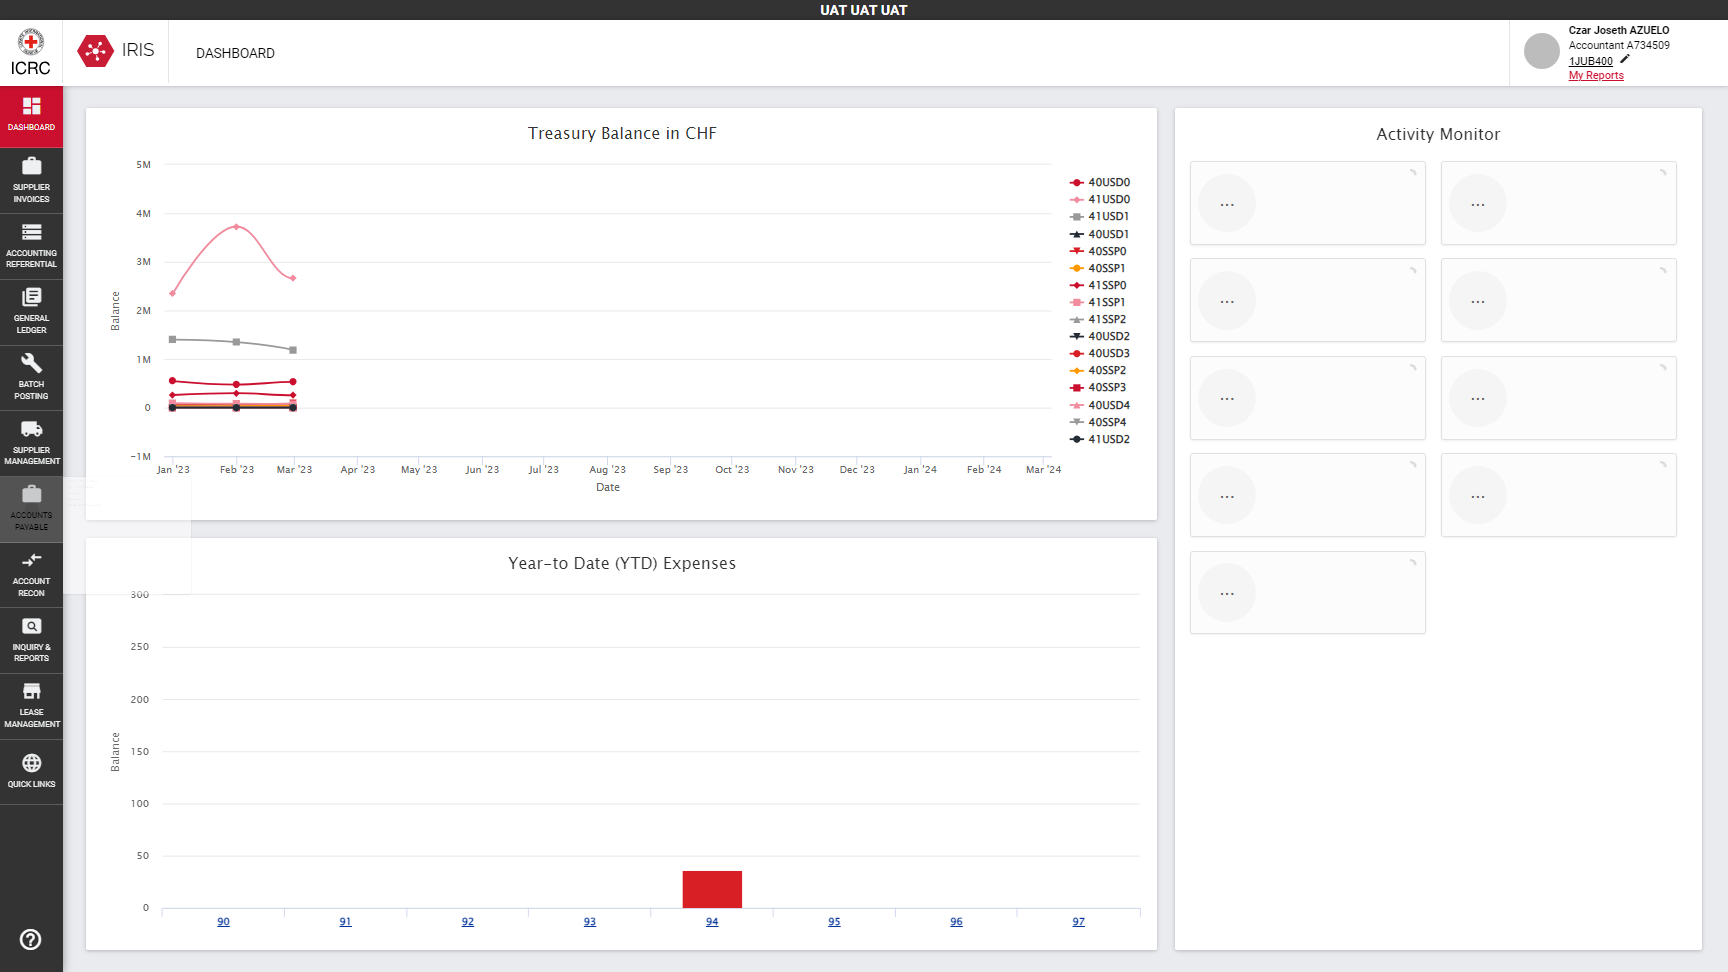 UAT UAT UAT
ICRC
IRIS
DASHBOARD
Czar Joseth AZUELO
Accountant A734509
1JUB400
My Reports
DASHBOARD
SUPPLIER
INVOICES
ACCOUNTING
REFERENTIAL
GENERAL
LEDGER
BATCH
POSTING
SUPPLIER
MANAGEMENT
ACCOUNTS
PAYABLE
ACCOUNT
RECON
INQUIRY &
REPORTS
LEASE
MANAGEMENT
QUICK LINKS
Treasury Balance in CHF
5M
4M
3M
2M
1M
0
-1M
Balance
Jan '23 Feb '23 Mar '23 Apr '23 May '23 Jun '23 Jul '23 Aug '23 Sep '23 Oct '23 Nov '23 Dec '23 Jan '24 Feb '24 Mar '24
Date
40USD0
41USD0
41USD1
40USD1
40SSP0
40SSP1
41SSP0
41SSP1
41SSP2
40USD2
40USD3
40SSP2
40SSP3
40USD4
40SSP4
41USD2
Year-to Date (YTD) Expenses
300
250
200
150
100
50
0
Balance
90 91 92 93 94 95 96 97
Activity Monitor
... ...
... ...
... ...
... ...
...